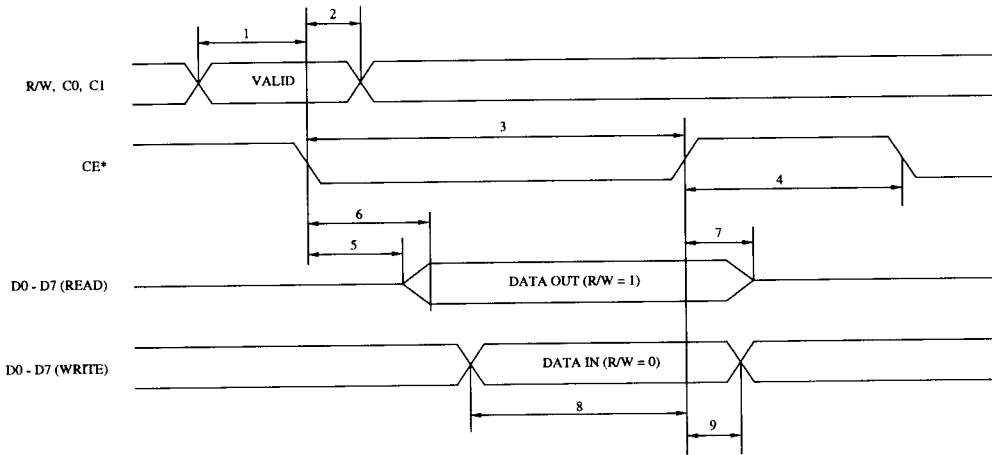 1
2
R/W, C0, C1
VALID
3
CE*
4
6
5
7
D0 - D7 (READ)
DATA OUT (R/W = 1)
D0 - D7 (WRITE)
DATA IN (R/W = 0)
8
9